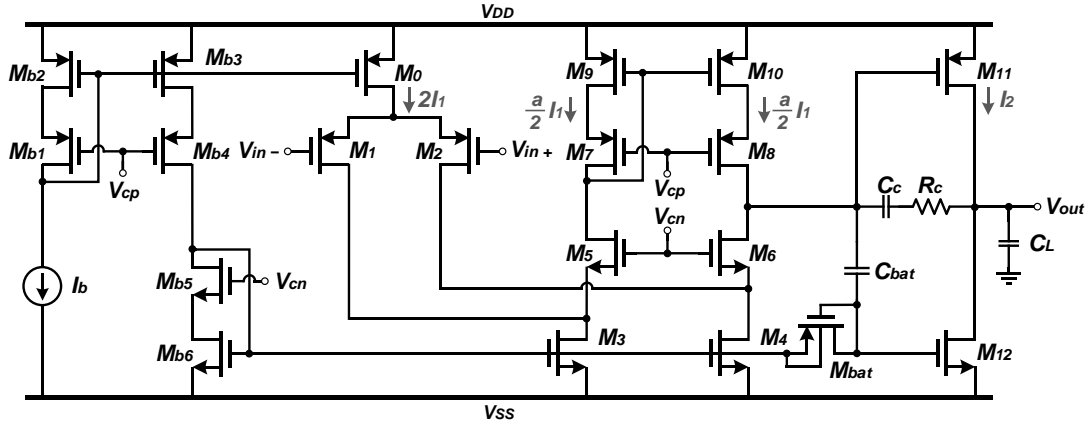 VDD
Mb2
Mb3
M0
M9
M10
M11
2I1
a/2 I1
a/2 I1
I2
Mb1
Mb4
Vin −
M1
M2
Vin +
M7
M8
Vcp
Vcp
Cc
Rc
Vout
Vcn
CL
Ib
Mb5
Vcn
M5
M6
Cbat
Mb6
M3
M4
Mbat
M12
VSS